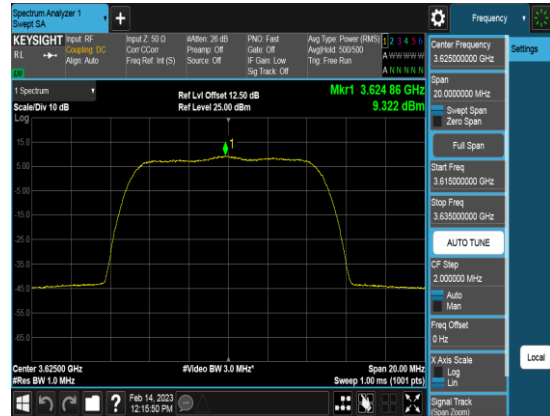 Spectrum Analyzer 1
Swept SA
Frequency
KEYSIGHT
RL
LW
Input: RF
Coupling: DC
Align: Auto
Input Z: 50 Ω
Corr CCorr
Freq Ref: Int (S)
#Atten: 26 dB
Preamp: Off
Source: Off
PNO: Fast
Gate: Off
IF Gain: Low
Sig Track: Off
Avg Type: Power (RMS)
Avg|Hold: 500/500
Trig: Free Run
1 2 3 4 5 6
A W W W W W
A N N N N N
1 Spectrum
Scale/Div 10 dB
Log
Ref Lvl Offset 12.50 dB
Ref Level 25.00 dBm
Mkr1 3.624 86 GHz
9.322 dBm
15.0
5.00
-5.00
-15.0
-25.0
-35.0
-45.0
-55.0
-65.0
1
Center 3.62500 GHz
#Res BW 1.0 MHz
#Video BW 3.0 MHz*
Span 20.00 MHz
Sweep 1.00 ms (1001 pts)
Feb 14, 2023
12:15:50 PM
Center Frequency
3.625000000 GHz
Settings
Span
20.0000000 MHz
Swept Span
Zero Span
Full Span
Start Freq
3.615000000 GHz
Stop Freq
3.635000000 GHz
AUTO TUNE
CF Step
2.000000 MHz
Auto
Man
Freq Offset
0 Hz
X Axis Scale
Log
Lin
Local
Signal Track
(Span Zoom)